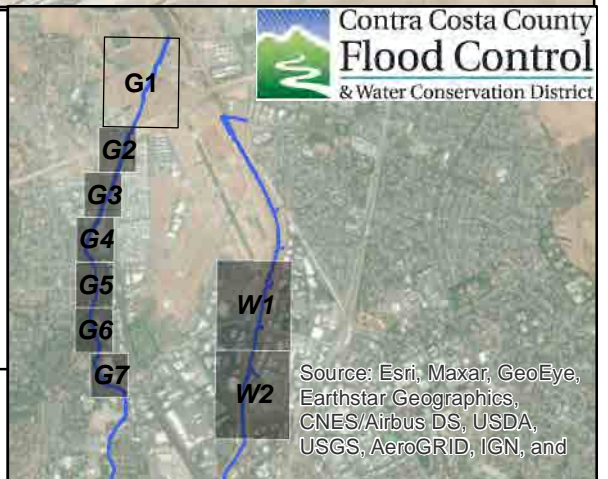 Contra Costa County
Flood Control
& Water Conservation District
G1
G2
G3
G4
G5
G6
G7
W1
W2
Source: Esri, Maxar, GeoEye,
Earthstar Geographics,
CNES/Airbus DS, USDA,
USGS, AeroGRID, IGN, and